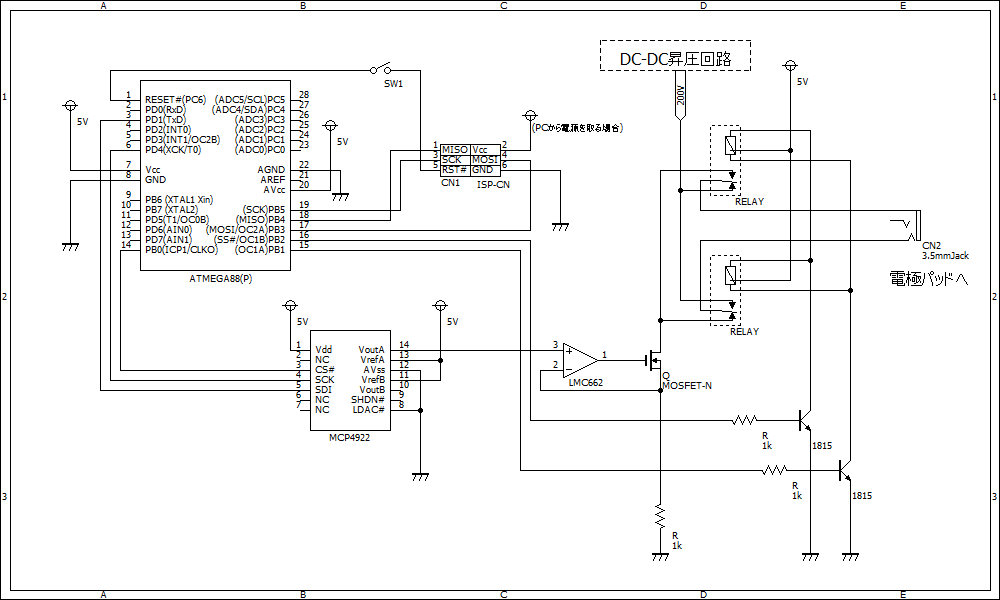 A B C D E
DC-DC昇圧回路
200V
5V
SW1
1 RESET#(PC6) (ADC5/SCL)PC5 28
2 PD0(RxD) (ADC4/SDA)PC4 27
3 PD1(TxD) (ADC3)PC3 26
4 PD2(INT0) (ADC2)PC2 25
5 PD3(INT1/OC2B) (ADC1)PC1 24
6 PD4(XCK/T0) (ADC0)PC0 23
7 Vcc AGND 22
8 GND AREF 21
AVcc 20
9 PB6 (XTAL1 Xin) (SCK)PB5 19
10 PB7 (XTAL2) (MISO)PB4 18
11 PD5(T1/OC0B) (MOSI/OC2A)PB3 17
12 PD6(AIN0) (SS#/OC1B)PB2 16
13 PD7(AIN1) (OC1A)PB1 15
14 PB0(ICP1/CLKO)
ATMEGA88(P)
5V
5V
(PCから電源を取る場合)
1 MISO Vcc 2
3 SCK MOSI 4
5 RST# GND 6
CN1 ISP-CN
RELAY
CN2
3.5mmJack
電極パッドへ
RELAY
5V
5V
1 Vdd VoutA 14
2 NC VrefA 13
3 CS# AVss 12
4 SCK VrefB 11
5 SDI VoutB 10
6 NC SHDN# 9
7 NC LDAC# 8
MCP4922
3 +
2 -
1
LMC662
Q
MOSFET-N
R
1k
1815
R
1k
1815
R
1k
1 1
2 2
3 3
A B C D E